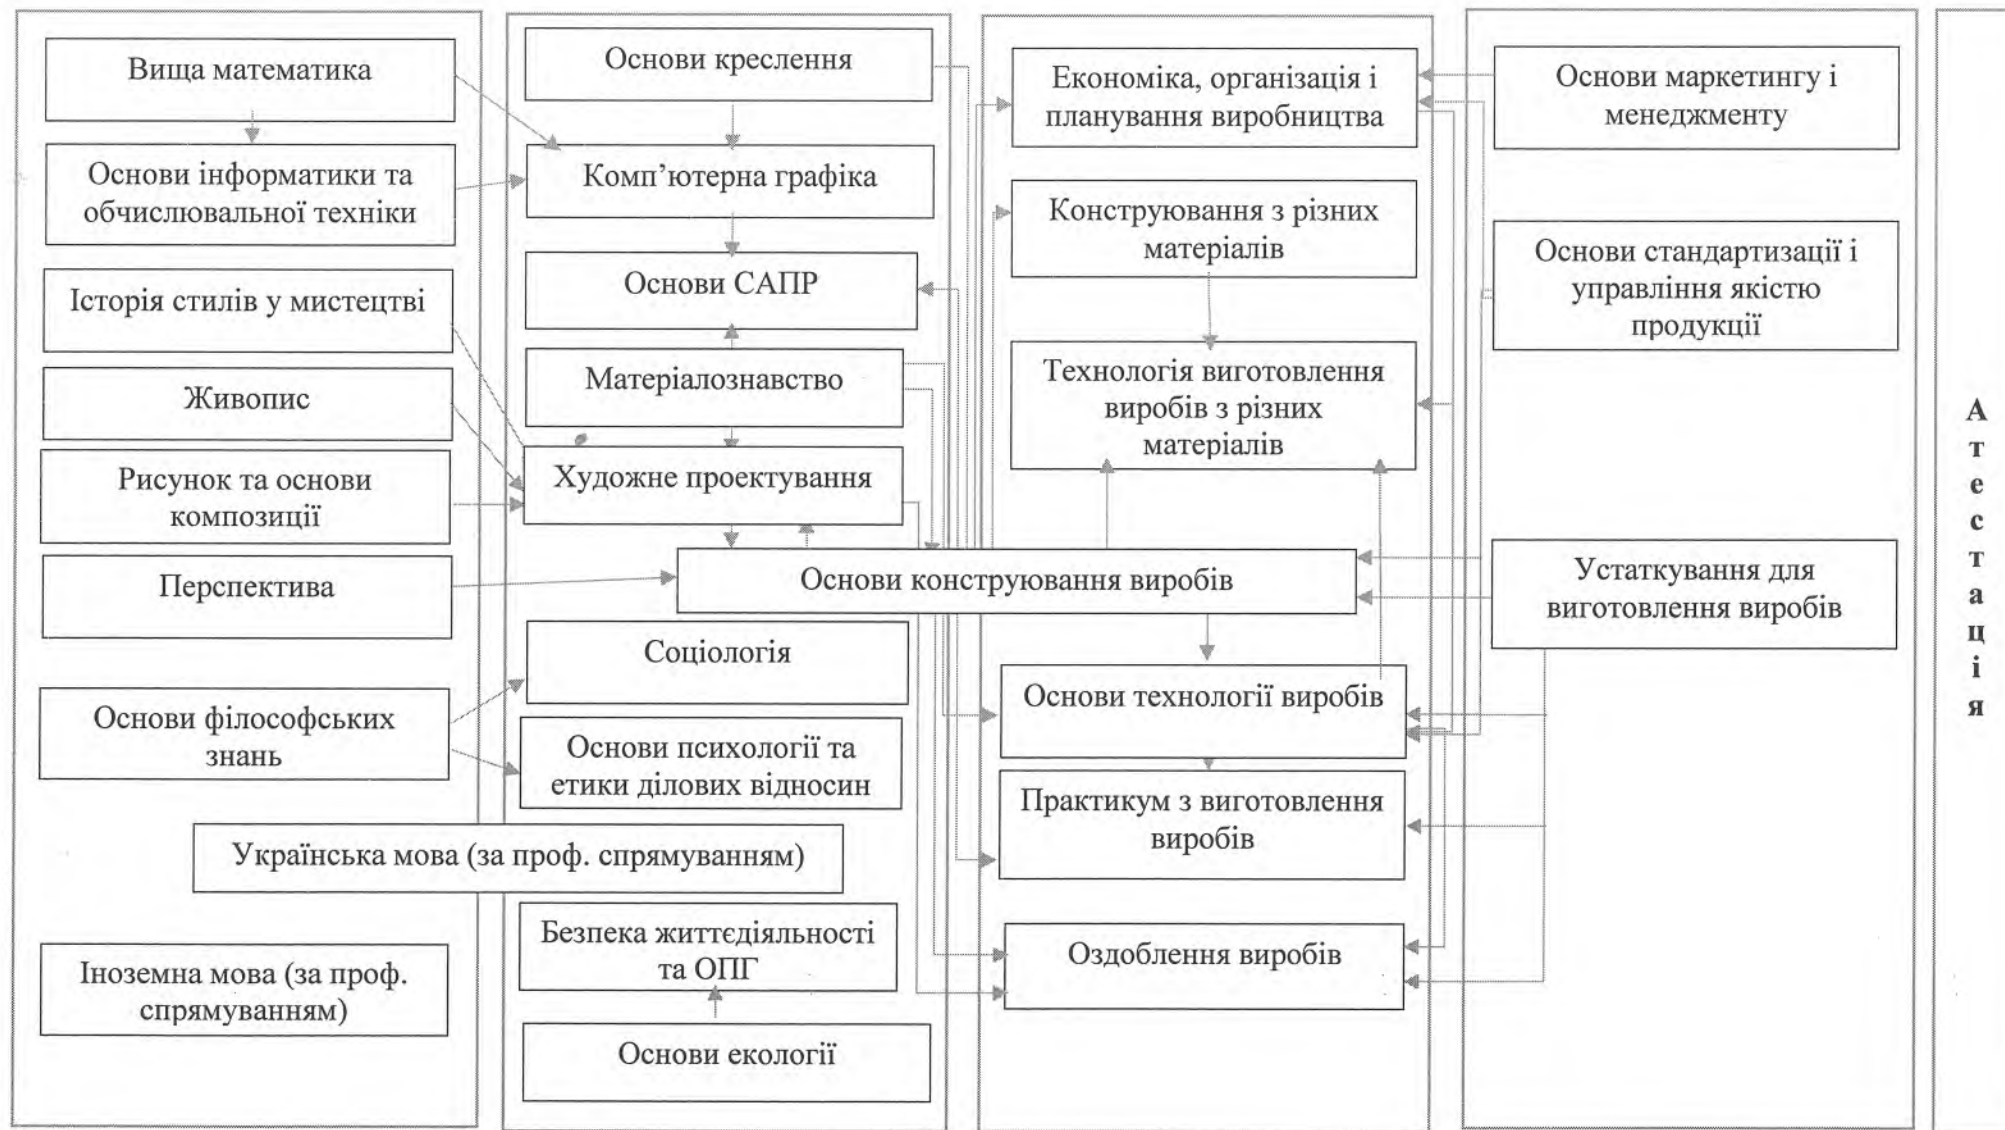 Вища математика
Основи інформатики та
обчислювальної техніки
Історія стилів у мистецтві
Живопис
Рисунок та основи
композиції
Перспектива
Основи філософських
знань
Українська мова (за проф. спрямуванням)
Іноземна мова (за проф.
спрямуванням)
Основи креслення
Комп’ютерна графіка
Основи САПР
Матеріалознавство
Художнє проектування
Основи конструювання виробів
Соціологія
Основи психології та
етики ділових відносин
Безпека життєдіяльності
та ОПГ
Основи екології
Економіка, організація і
планування виробництва
Конструювання з різних
матеріалів
Технологія виготовлення
виробів з різних
матеріалів
Основи технології виробів
Практикум з виготовлення
виробів
Оздоблення виробів
Основи маркетингу і
менеджменту
Основи стандартизації і
управління якістю
продукції
Устаткування для
виготовлення виробів
Атестація